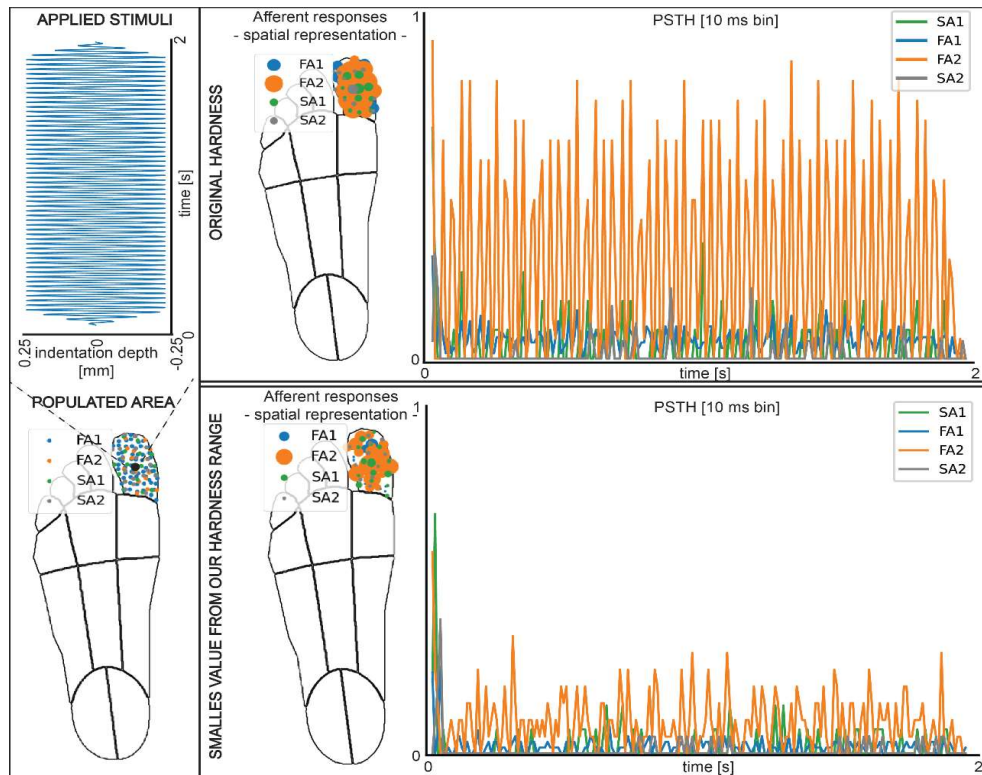 APPLIED STIMULI
2
time [s]
0
0.25
0
-0.25
indentation depth
[mm]
POPULATED AREA
FA1
FA2
SA1
SA2
ORIGINAL HARDNESS
Afferent responses
- spatial representation -
FA1
FA2
SA1
SA2
1
PSTH [10 ms bin]
SA1
FA1
FA2
SA2
0
0
time [s]
2
SMALLES VALUE FROM OUR HARDNESS RANGE
Afferent responses
- spatial representation -
FA1
FA2
SA1
SA2
1
PSTH [10 ms bin]
SA1
FA1
FA2
SA2
0
0
time [s]
2